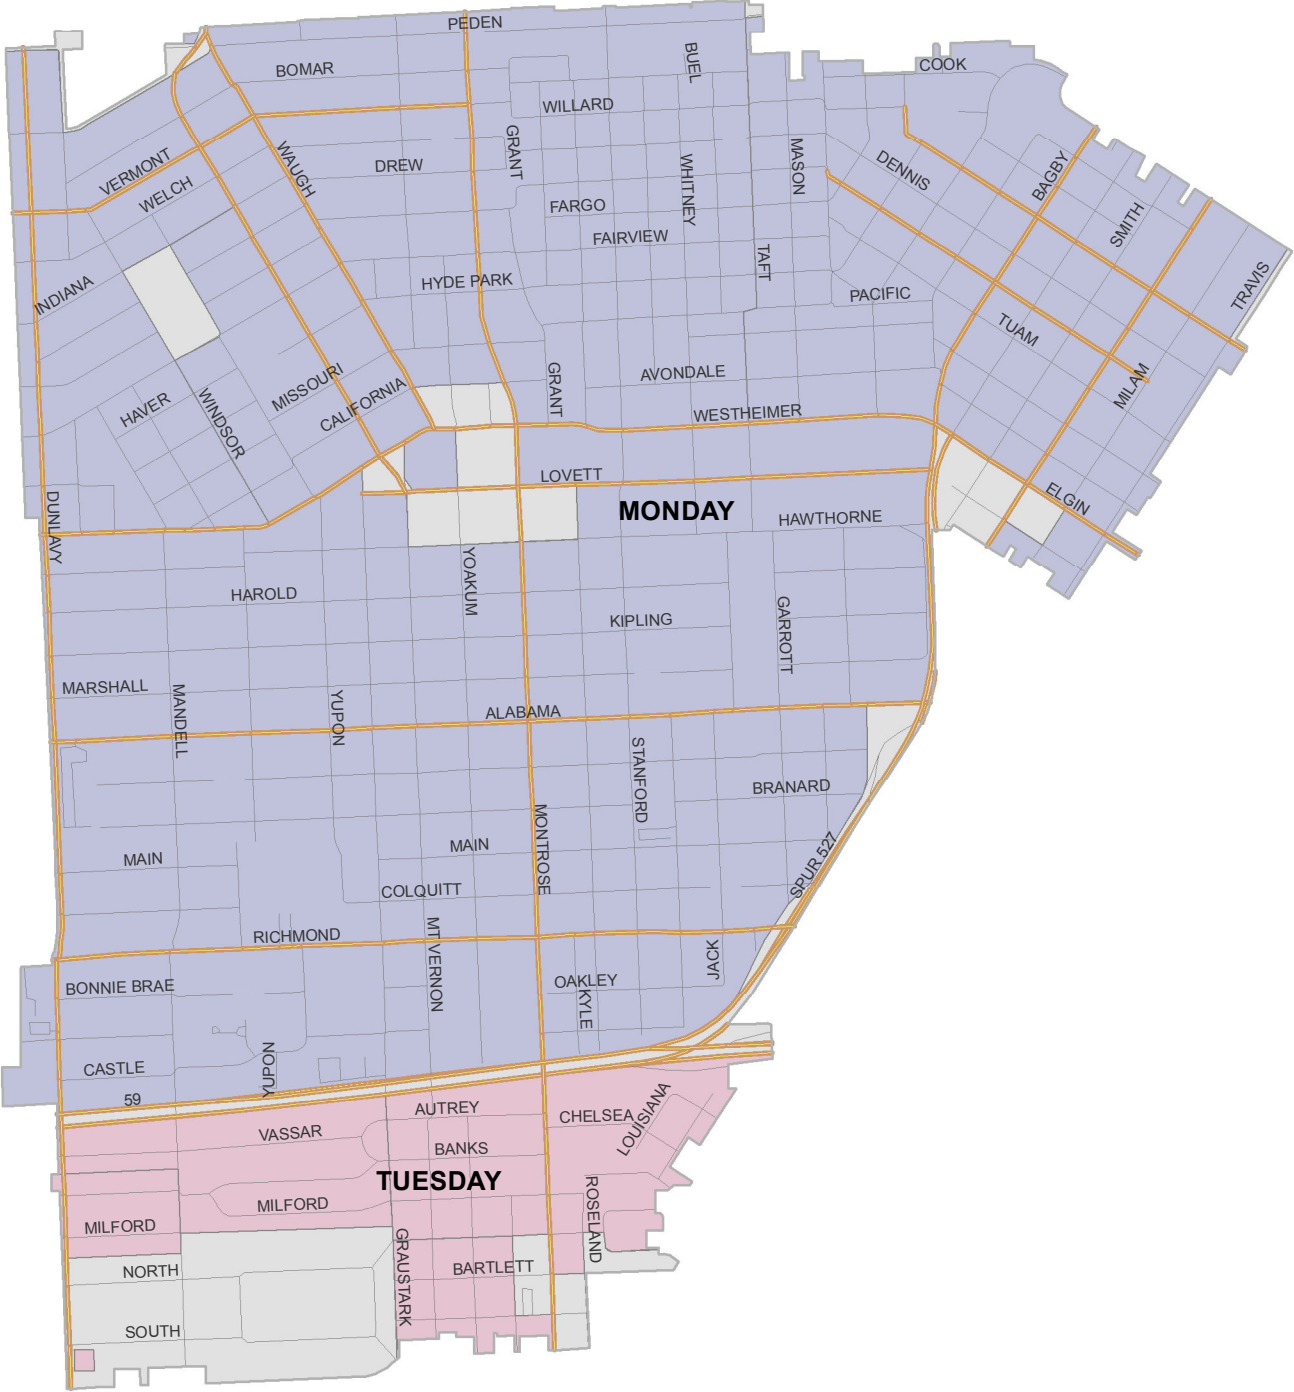 PEDEN
BUEL
COOK
BOMAR
WILLARD
GRANT
MASON
WAUGH
DREW
WHITNEY
DENNIS
BAGBY
VERMONT
WELCH
FARGO
SMITH
FAIRVIEW
TAFT
HYDE PARK
INDIANA
PACIFIC
TRAVIS
TUAM
AVONDALE
GRANT
MISSOURI
CALIFORNIA
MILAM
HAVER
WINDSOR
WESTHEIMER
LOVETT
ELGIN
MONDAY
HAWTHORNE
DUNLAVY
YOAKUM
HAROLD
KIPLING
GARROTT
MARSHALL
MANDELL
YUPON
ALABAMA
STANFORD
BRANARD
MONTROSE
MAIN
MAIN
SPUR 527
COLQUITT
RICHMOND
MT VERNON
JACK
BONNIE BRAE
OAKLEY
KYLE
CASTLE
YUPON
59
AUTREY
CHELSEA
LOUISIANA
VASSAR
BANKS
TUESDAY
MILFORD
ROSELAND
MILFORD
GRAUSTARK
NORTH
BARTLETT
SOUTH